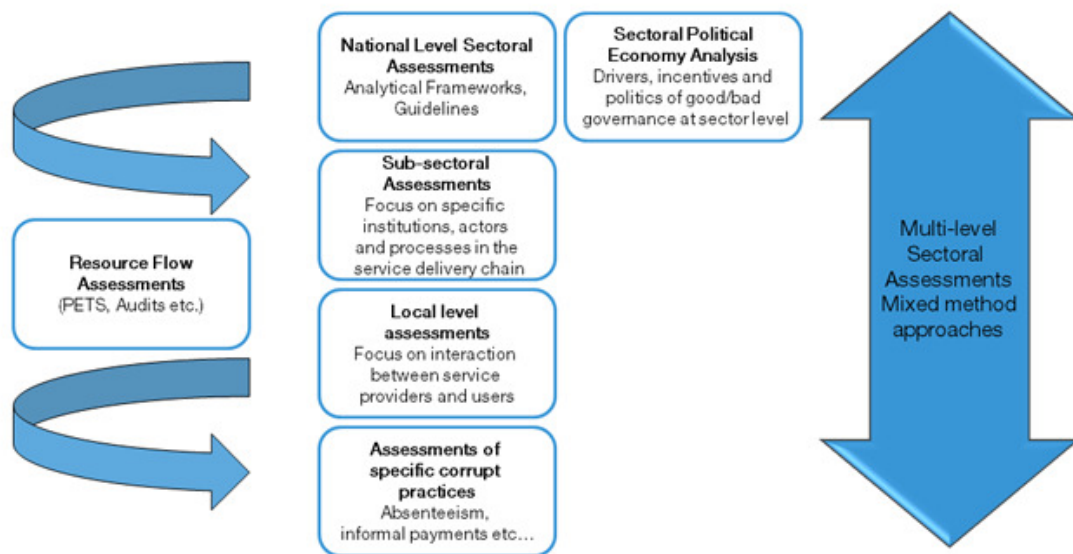 National Level Sectoral
Assessments
Analytical Frameworks,
Guidelines
Sectoral Political
Economy Analysis
Drivers, incentives and
politics of good/bad
governance at sector level
Sub-sectoral
Assessments
Focus on specific
institutions, actors
and processes in the
service delivery chain
Resource Flow
Assessments
(PETS, Audits etc.)
Local level
assessments
Focus on interaction
between service
providers and users
Assessments of
specific corrupt
practices
Absenteeism,
informal payments etc...
Multi-level
Sectoral
Assessments
Mixed method
approaches